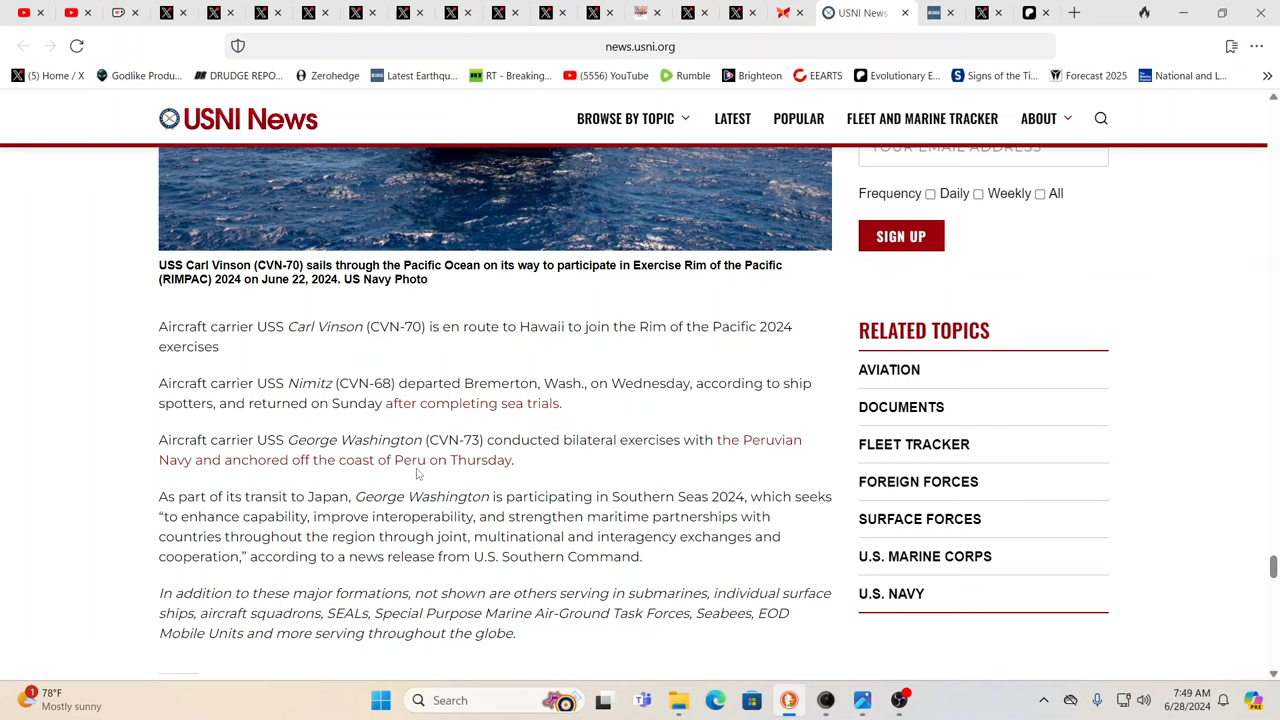 USNI News
news.usni.org
(5) Home / X
Godlike Produ...
DRUDGE REPO...
Zerohedge
Latest Earthqu...
RT - Breaking...
(5556) YouTube
Rumble
Brighteon
EEARTS
Evolutionary E...
Signs of the Ti...
Forecast 2025
National and L...
USNI News
BROWSE BY TOPIC
LATEST
POPULAR
FLEET AND MARINE TRACKER
ABOUT
YOUR EMAIL ADDRESS
Frequency Daily Weekly All
SIGN UP
USS Carl Vinson (CVN-70) sails through the Pacific Ocean on its way to participate in Exercise Rim of the Pacific
(RIMPAC) 2024 on June 22, 2024. US Navy Photo
Aircraft carrier USS Carl Vinson (CVN-70) is en route to Hawaii to join the Rim of the Pacific 2024
exercises
Aircraft carrier USS Nimitz (CVN-68) departed Bremerton, Wash., on Wednesday, according to ship
spotters, and returned on Sunday after completing sea trials.
Aircraft carrier USS George Washington (CVN-73) conducted bilateral exercises with the Peruvian
Navy and anchored off the coast of Peru on Thursday.
As part of its transit to Japan, George Washington is participating in Southern Seas 2024, which seeks
“to enhance capability, improve interoperability, and strengthen maritime partnerships with
countries throughout the region through joint, multinational and interagency exchanges and
cooperation,” according to a news release from U.S. Southern Command.
In addition to these major formations, not shown are others serving in submarines, individual surface
ships, aircraft squadrons, SEALs, Special Purpose Marine Air-Ground Task Forces, Seabees, EOD
Mobile Units and more serving throughout the globe.
RELATED TOPICS
AVIATION
DOCUMENTS
FLEET TRACKER
FOREIGN FORCES
SURFACE FORCES
U.S. MARINE CORPS
U.S. NAVY
1
78°F
Mostly sunny
Search
7:49 AM
6/28/2024